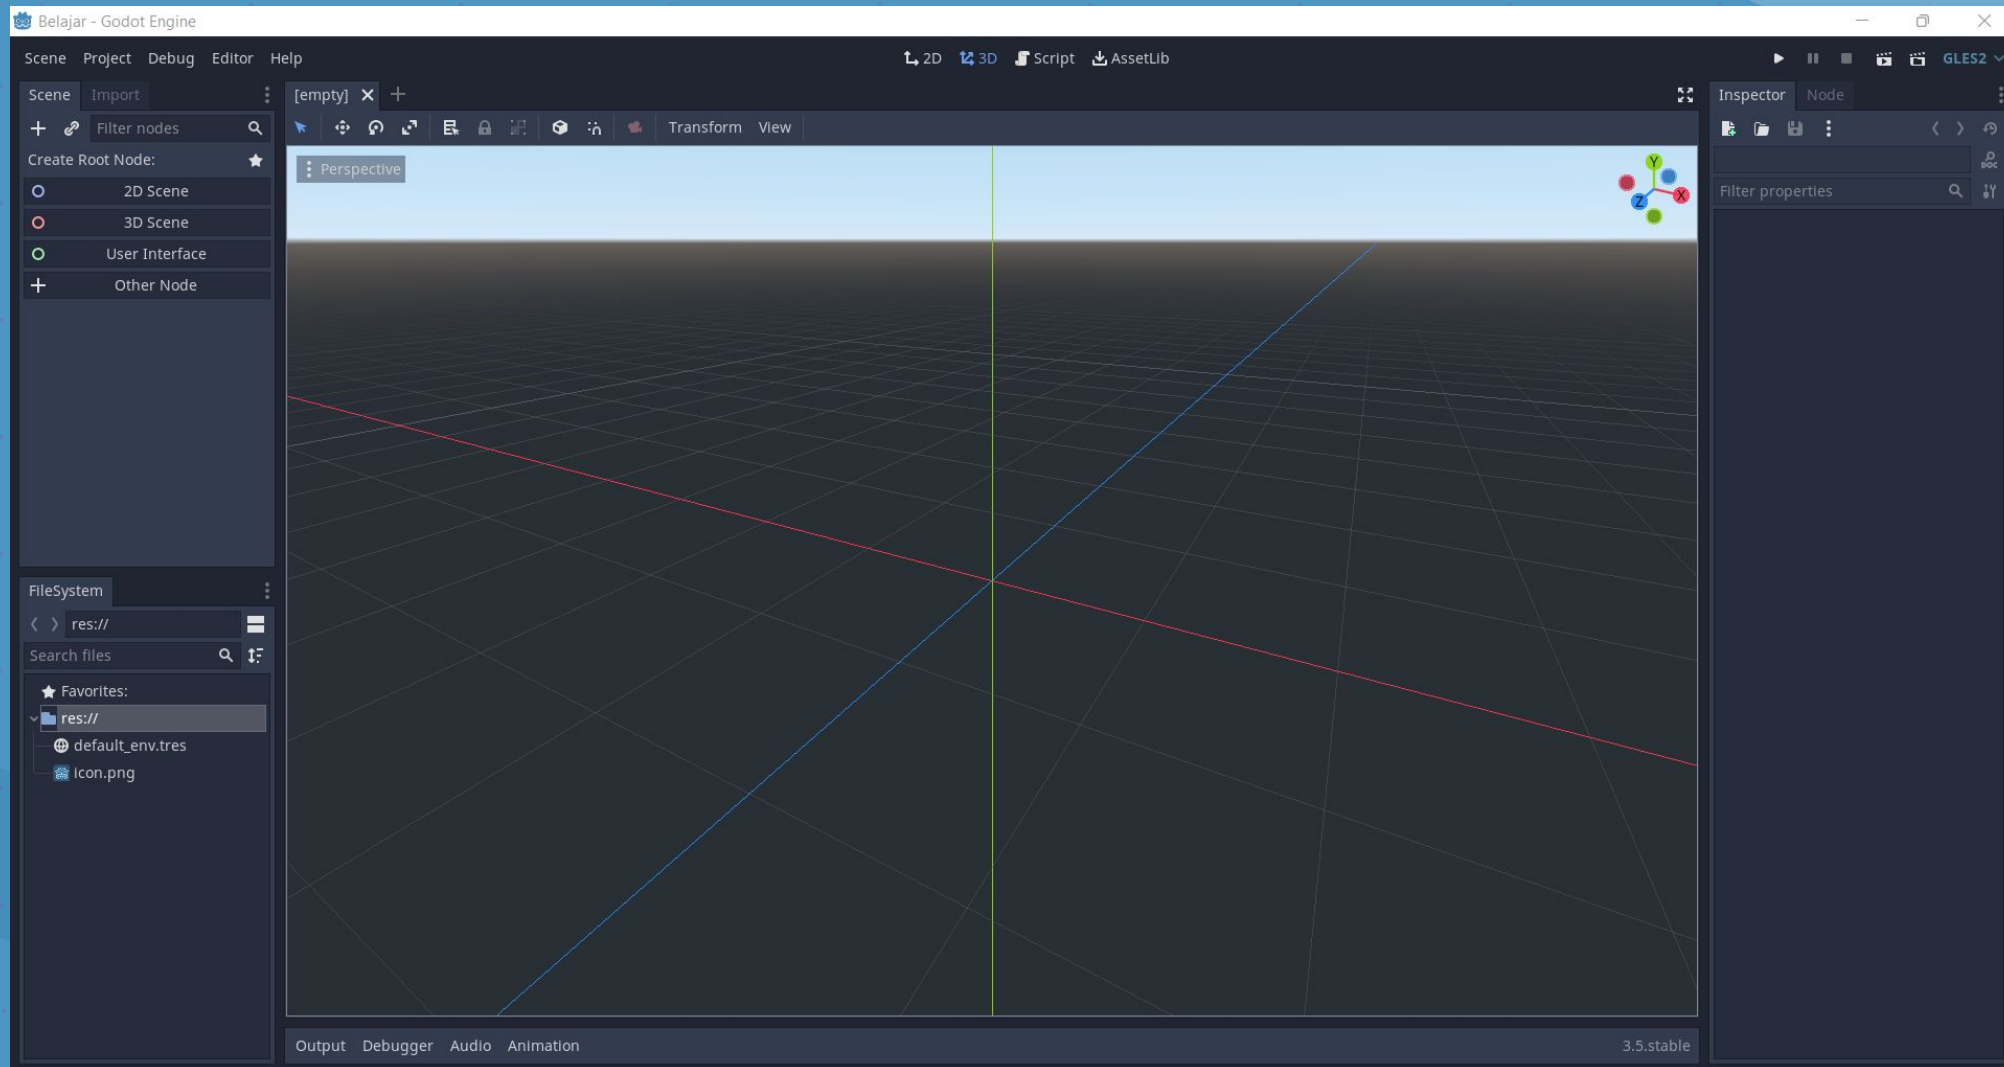 Belajar - Godot Engine
Scene Project Debug Editor Help
2D 3D Script AssetLib
GLES2
Scene Import
[empty]
Inspector Node
Filter nodes
Transform View
Create Root Node:
Perspective
Y
X
Z
2D Scene
3D Scene
User Interface
Other Node
DOC
Filter properties
FileSystem
res://
Search files
Favorites:
res://
default_env.tres
icon.png
Output Debugger Audio Animation
3.5.stable